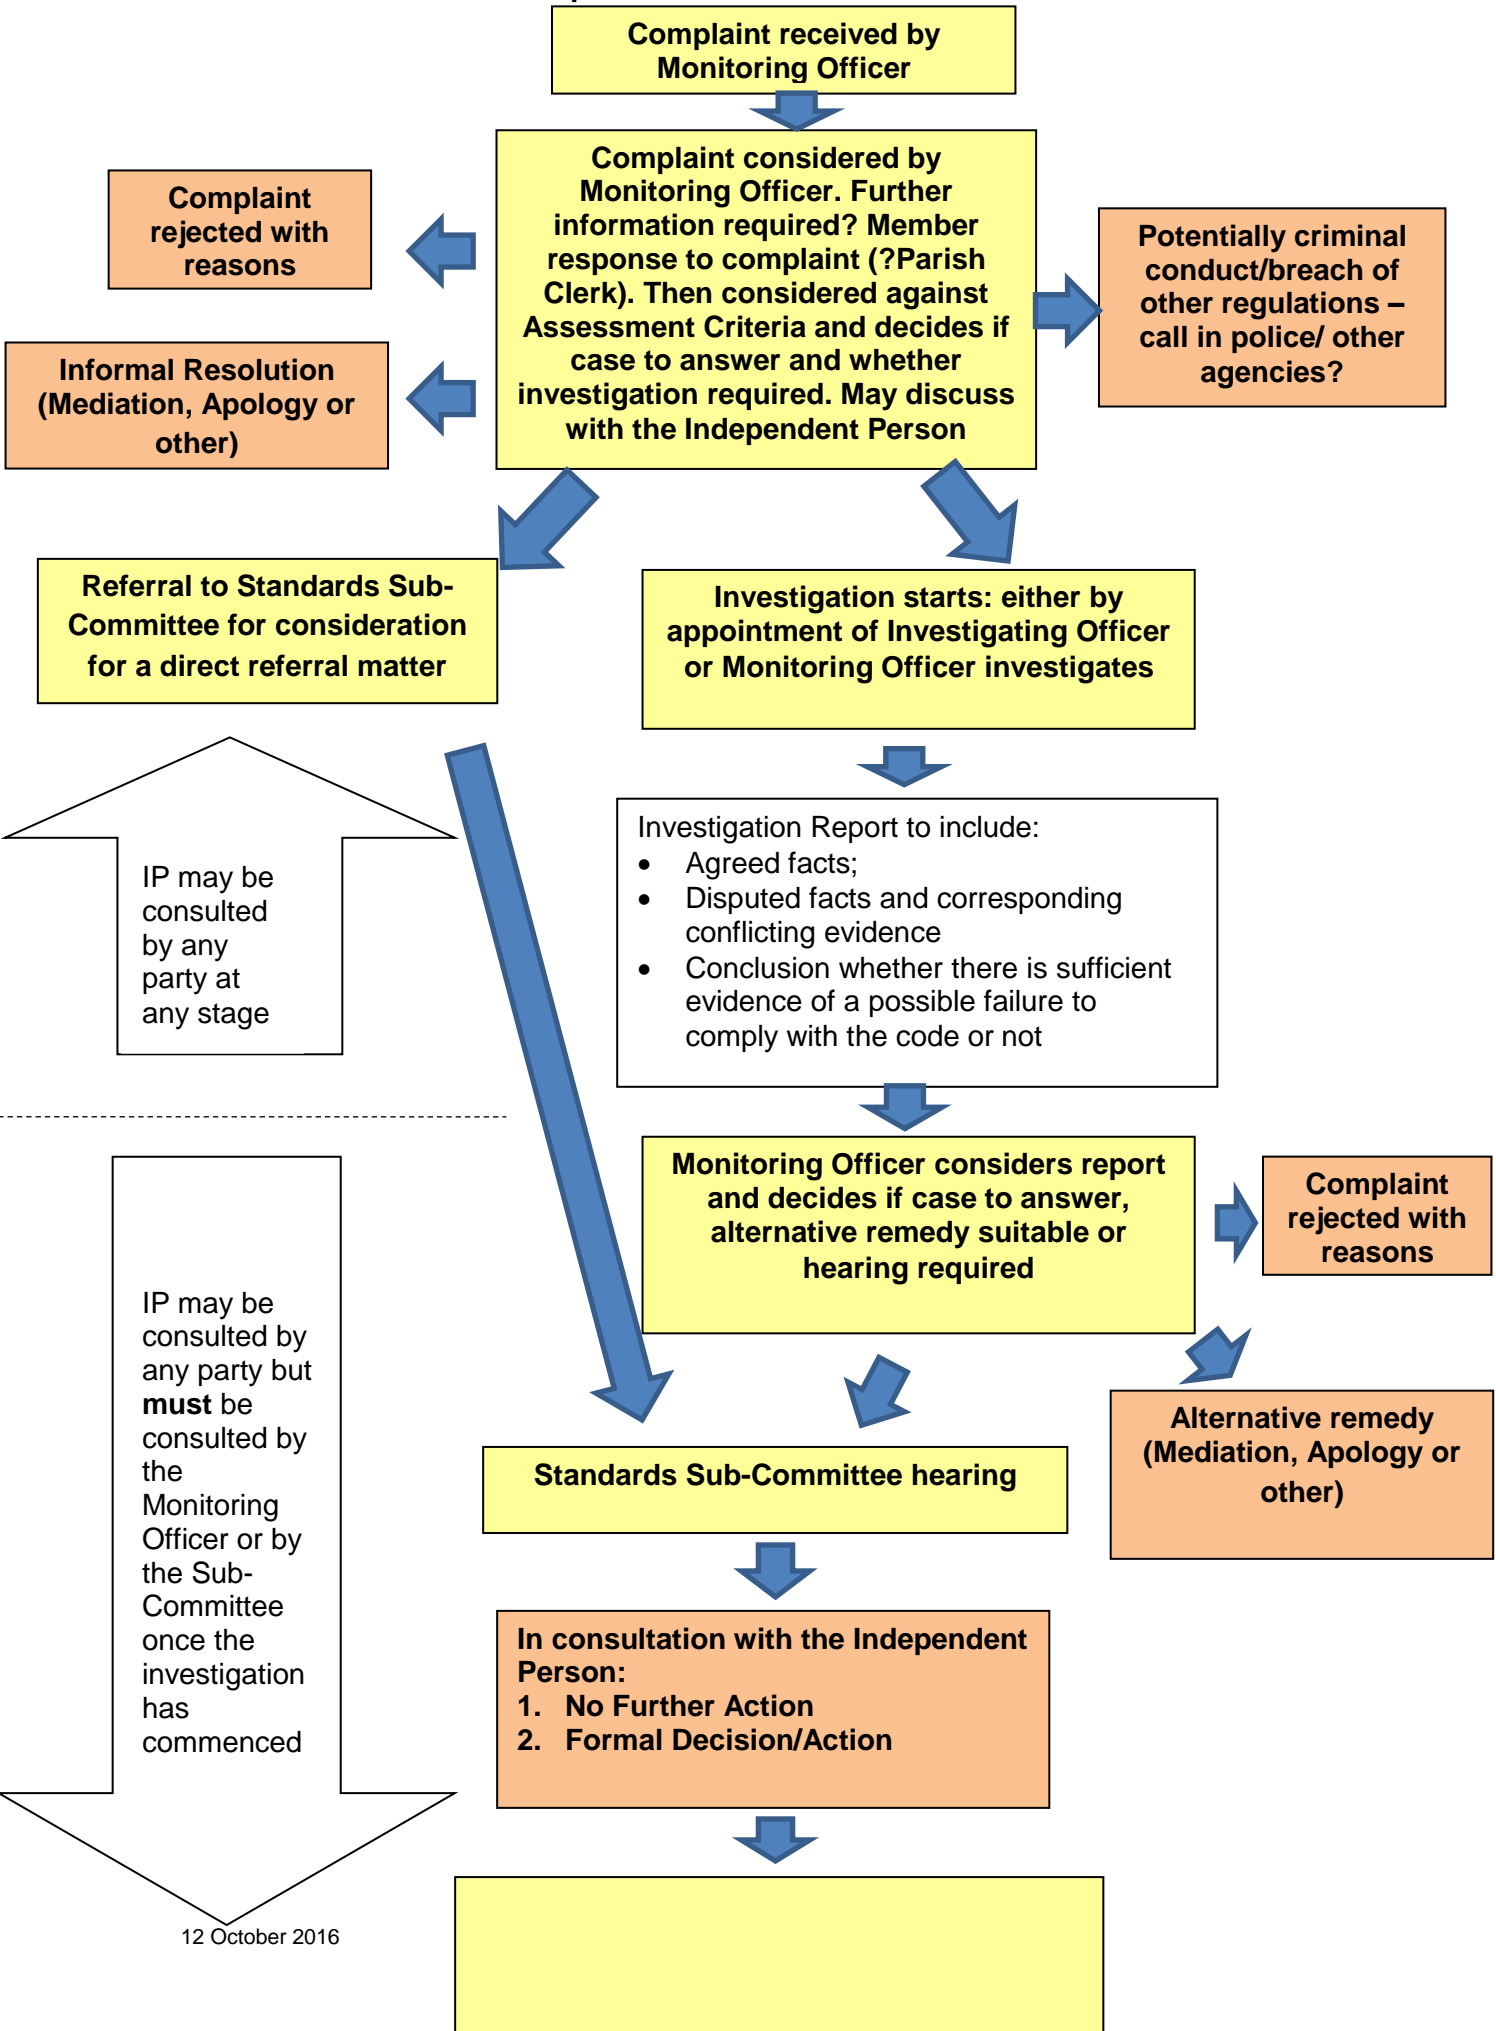 Complaint received by
Monitoring Officer
Complaint considered by
Monitoring Officer. Further
information required? Member
response to complaint (?Parish
Clerk). Then considered against
Assessment Criteria and decides if
case to answer and whether
investigation required. May discuss
with the Independent Person
Complaint
rejected with
reasons
Informal Resolution
(Mediation, Apology or
other)
Potentially criminal
conduct/breach of
other regulations –
call in police/ other
agencies?
Referral to Standards Sub-
Committee for consideration
for a direct referral matter
Investigation starts: either by
appointment of Investigating Officer
or Monitoring Officer investigates
IP may be
consulted
by any
party at
any stage
Investigation Report to include:
• Agreed facts;
• Disputed facts and corresponding
conflicting evidence
• Conclusion whether there is sufficient
evidence of a possible failure to
comply with the code or not
Monitoring Officer considers report
and decides if case to answer,
alternative remedy suitable or
hearing required
Complaint
rejected with
reasons
Alternative remedy
(Mediation, Apology or
other)
IP may be
consulted by
any party but
must be
consulted by
the
Monitoring
Officer or by
the Sub-
Committee
once the
investigation
has
commenced
Standards Sub-Committee hearing
In consultation with the Independent
Person:
1. No Further Action
2. Formal Decision/Action
12 October 2016